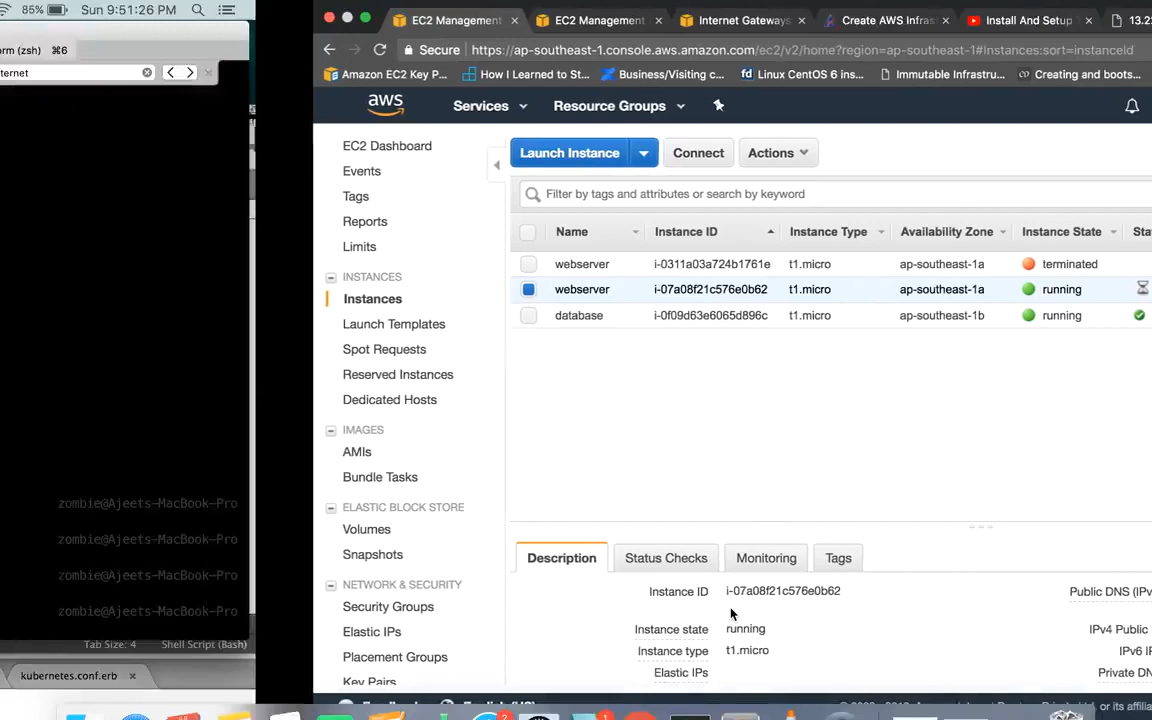 85% Sun 9:51:26 PM
orm (zsh) ⌘6
ternet
zombie@Ajeets-MacBook-Pro
zombie@Ajeets-MacBook-Pro
zombie@Ajeets-MacBook-Pro
zombie@Ajeets-MacBook-Pro
Tab Size: 4 Shell Script (Bash)
kubernetes.conf.erb
EC2 Management EC2 Management Internet Gateways Create AWS Infras Install And Setup 13.2
Secure https://ap-southeast-1.console.aws.amazon.com/ec2/v2/home?region=ap-southeast-1#Instances:sort=instanceId
Amazon EC2 Key P... How I Learned to St... Business/Visiting c... Linux CentOS 6 ins... Immutable Infrastru... Creating and boots...
aws Services Resource Groups
EC2 Dashboard
Events
Tags
Reports
Limits
INSTANCES
Instances
Launch Templates
Spot Requests
Reserved Instances
Dedicated Hosts
IMAGES
AMIs
Bundle Tasks
ELASTIC BLOCK STORE
Volumes
Snapshots
NETWORK & SECURITY
Security Groups
Elastic IPs
Placement Groups
Key Pairs
Launch Instance Connect Actions
Filter by tags and attributes or search by keyword
Name Instance ID Instance Type Availability Zone Instance State Sta
webserver i-0311a03a724b1761e t1.micro ap-southeast-1a terminated
webserver i-07a08f21c576e0b62 t1.micro ap-southeast-1a running
database i-0f09d63e6065d896c t1.micro ap-southeast-1b running
Description Status Checks Monitoring Tags
Instance ID i-07a08f21c576e0b62 Public DNS (IPv
Instance state running IPv4 Public
Instance type t1.micro IPv6 I
Elastic IPs Private DN